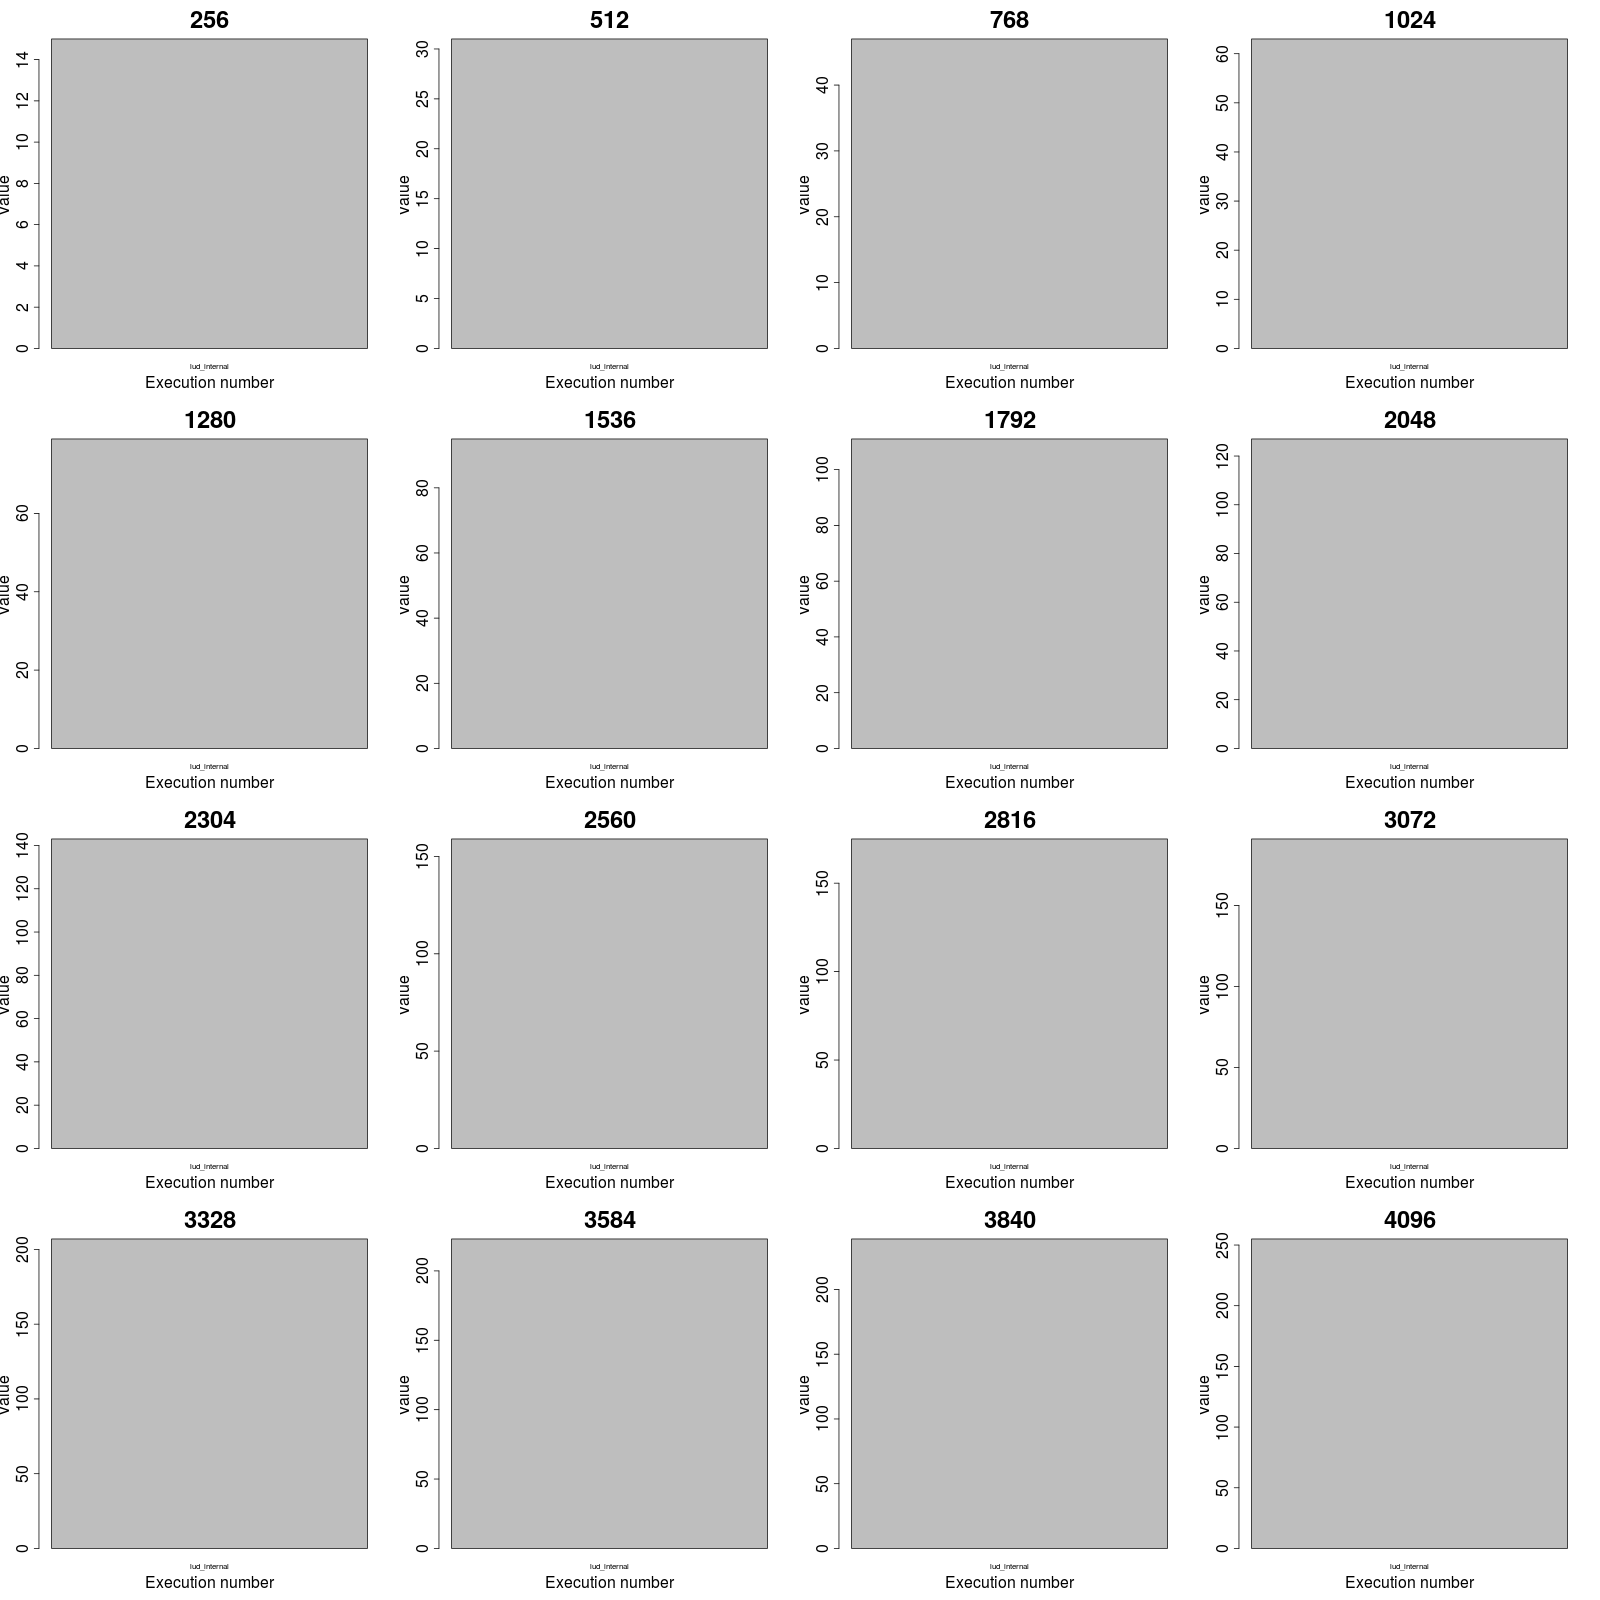 256 512 768 1024
value 0 2 4 6 8 10 12 14
value 0 5 10 15 20 25 30
value 0 10 20 30 40
value 0 10 20 30 40 50 60
lud_internal lud_internal lud_internal lud_internal
Execution number Execution number Execution number Execution number
1280 1536 1792 2048
value 0 20 40 60
value 0 20 40 60 80
value 0 20 40 60 80 100
value 0 20 40 60 80 100 120
lud_internal lud_internal lud_internal lud_internal
Execution number Execution number Execution number Execution number
2304 2560 2816 3072
value 0 20 40 60 80 100 120 140
value 0 50 100 150
value 0 50 100 150
value 0 50 100 150
lud_internal lud_internal lud_internal lud_internal
Execution number Execution number Execution number Execution number
3328 3584 3840 4096
value 0 50 100 150 200
value 0 50 100 150 200
value 0 50 100 150 200
value 0 50 100 150 200 250
lud_internal lud_internal lud_internal lud_internal
Execution number Execution number Execution number Execution number